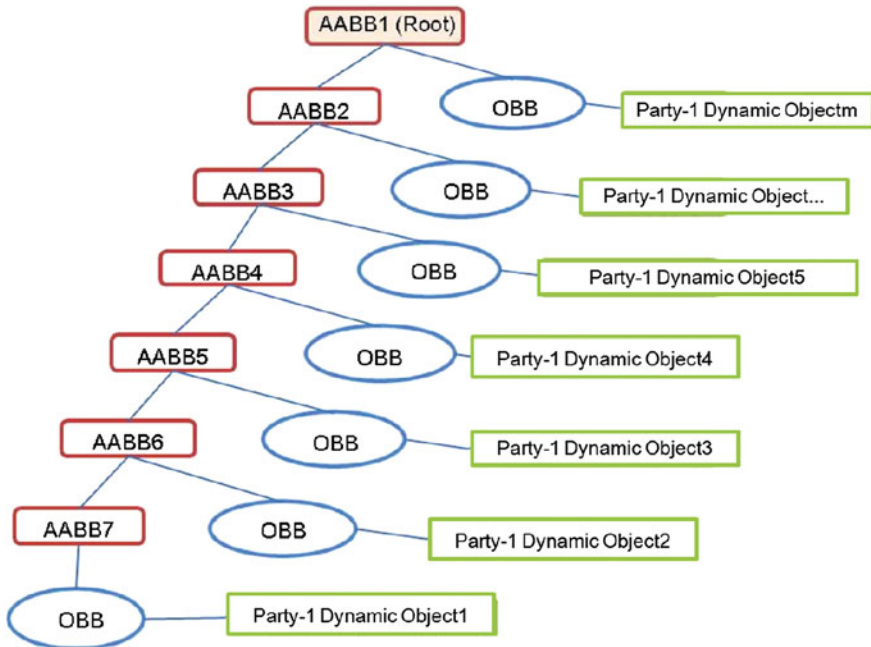 AABB1 (Root)
AABB2
OBB
Party-1 Dynamic Objectm
AABB3
OBB
Party-1 Dynamic Object...
AABB4
OBB
Party-1 Dynamic Object5
AABB5
OBB
Party-1 Dynamic Object4
AABB6
OBB
Party-1 Dynamic Object3
AABB7
OBB
Party-1 Dynamic Object2
OBB
Party-1 Dynamic Object1